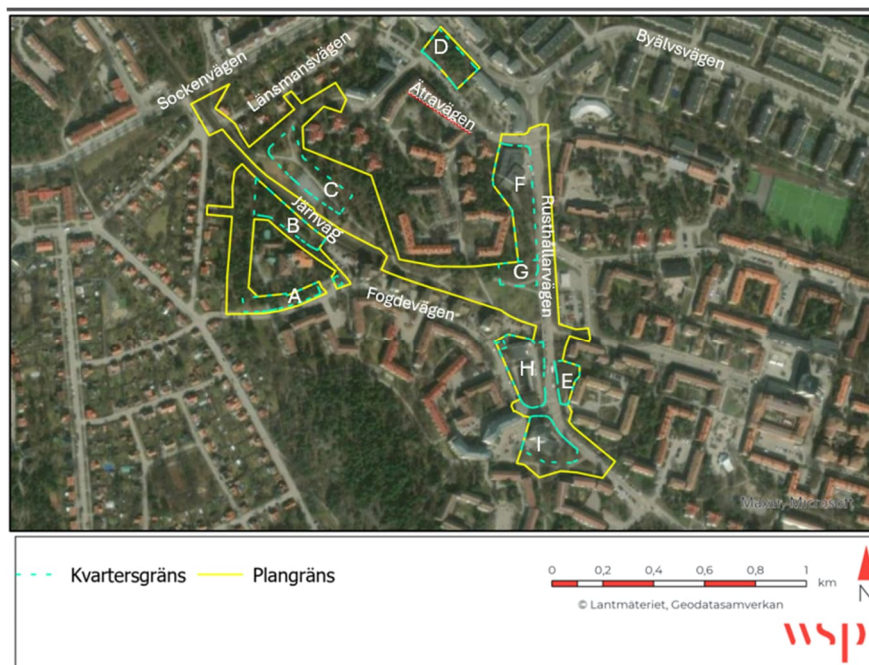 D
Byälvsvägen
Länsmansvägen
Sockenvägen
Ätravägen
C
F
Järnväg
B
Rusthållarvägen
G
A
Fogdevägen
H
E
I
Maxar, Microsoft
Kvartersgräns
Plangräns
0 0,2 0,4 0,6 0,8 1
km
© Lantmäteriet, Geodatasamverkan
N
wsp